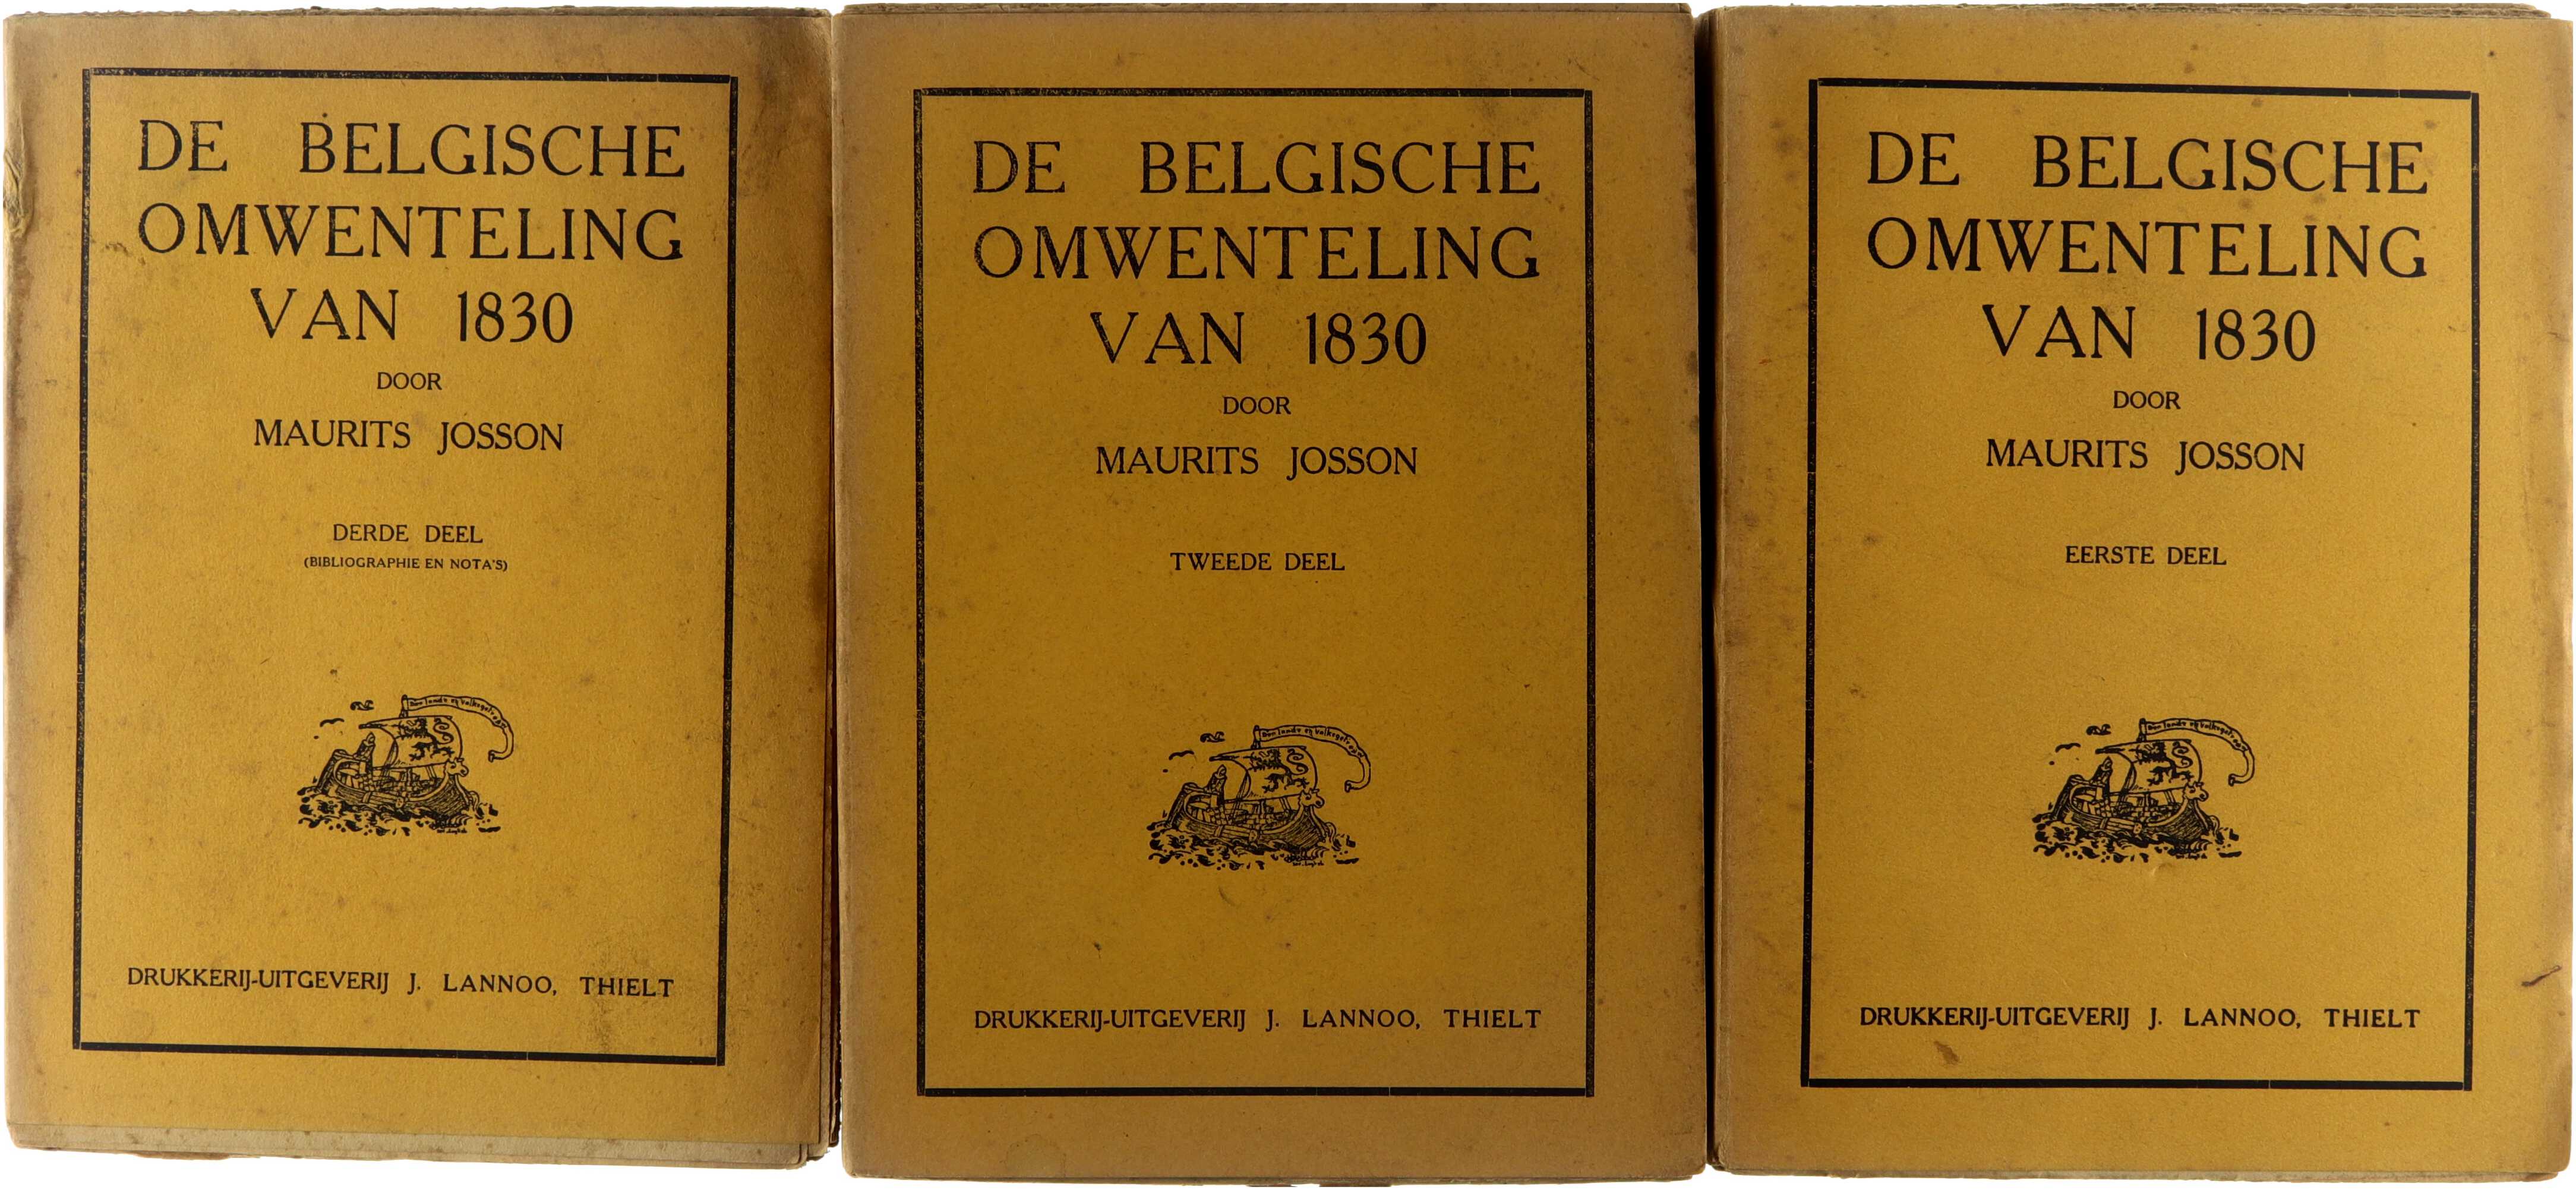 DE BELGISCHE
OMWENTELING
VAN 1830
DOOR
MAURITS JOSSON
DERDE DEEL
(BIBLIOGRAPHIE EN NOTA'S)
DRUKKERIJ-UITGEVERIJ J. LANNOO, THIELT
DE BELGISCHE
OMWENTELING
VAN 1830
DOOR
MAURITS JOSSON
TWEEDE DEEL
DRUKKERIJ-UITGEVERIJ J. LANNOO, THIELT
DE BELGISCHE
OMWENTELING
VAN 1830
DOOR
MAURITS JOSSON
EERSTE DEEL
DRUKKERIJ-UITGEVERIJ J. LANNOO, THIELT